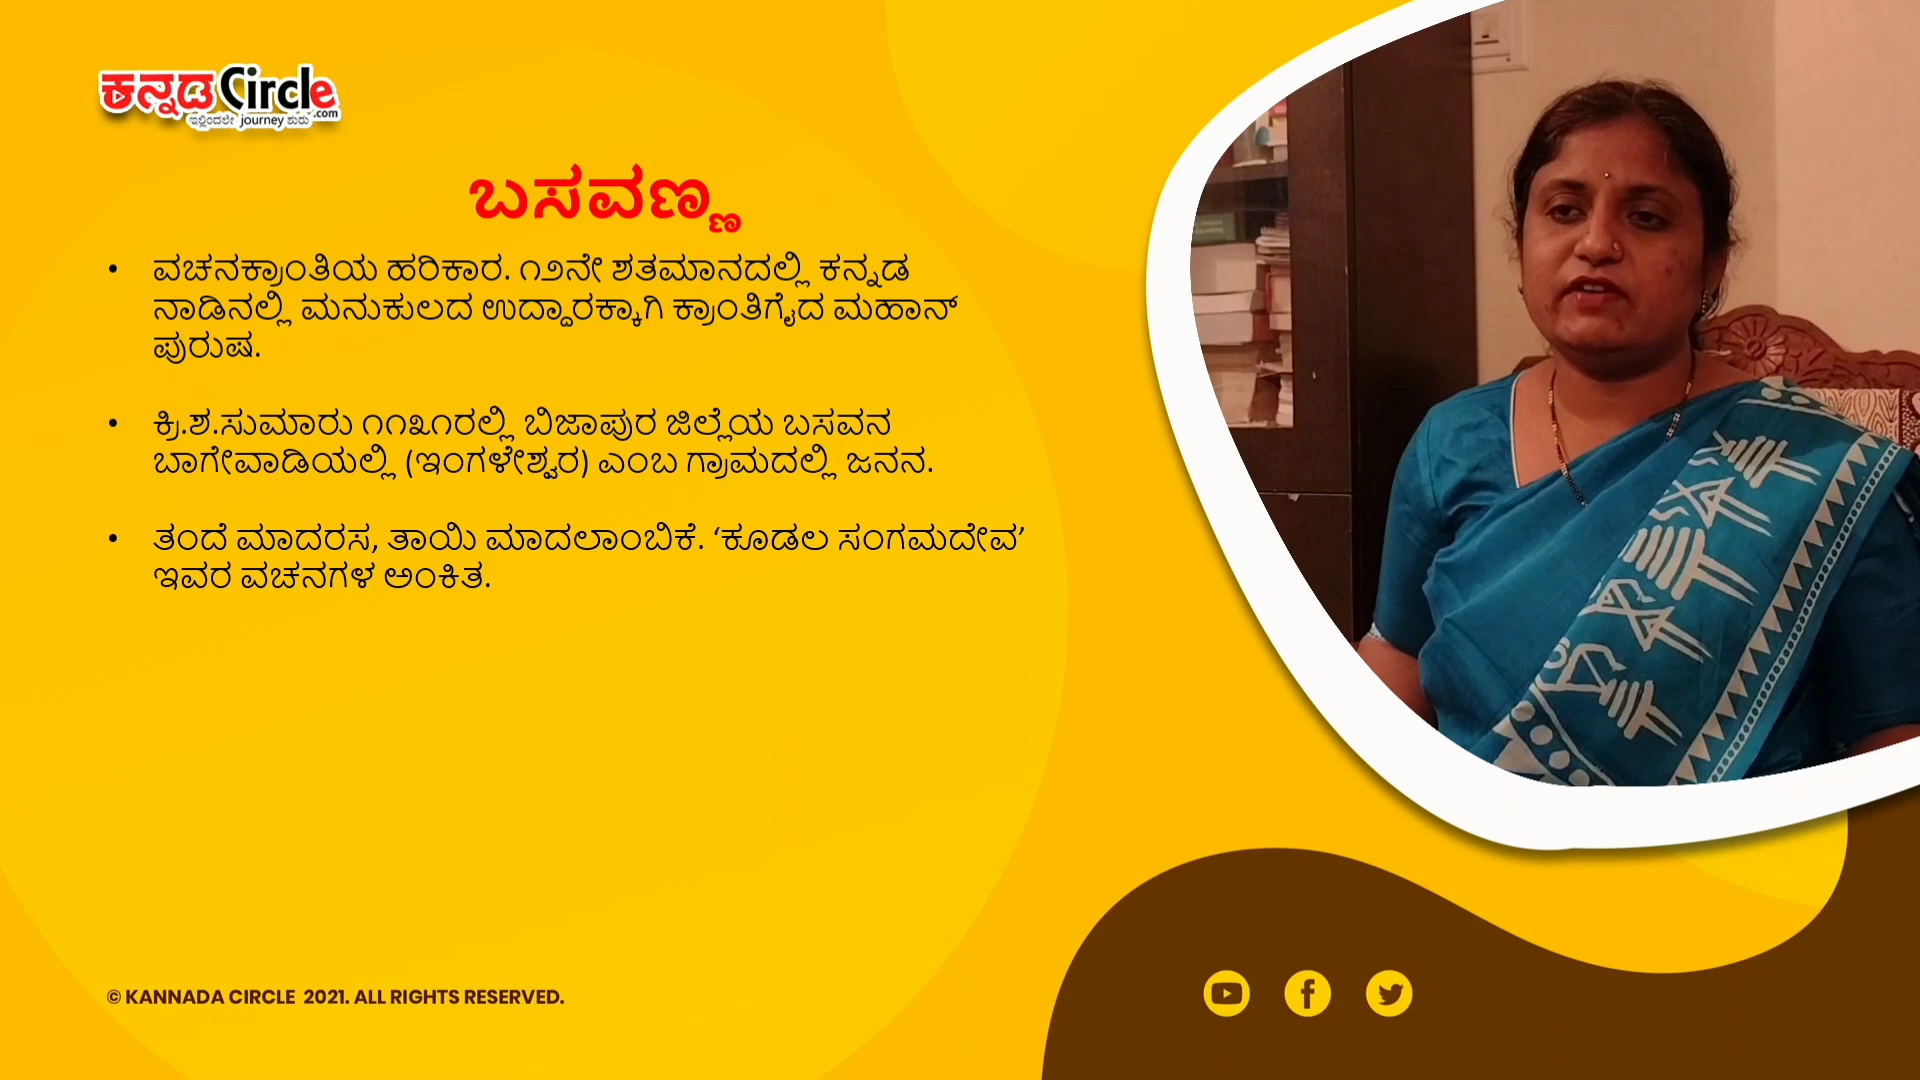 ಕನ್ನಡ Circle
.com
ಇಲ್ಲಿಂದಲೇ journey ಶುರು
ಬಸವಣ್ಣ
• ವಚನಕ್ರಾಂತಿಯ ಹರಿಕಾರ. ೧೨ನೇ ಶತಮಾನದಲ್ಲಿ ಕನ್ನಡ
ನಾಡಿನಲ್ಲಿ ಮನುಕುಲದ ಉದ್ಧಾರಕ್ಕಾಗಿ ಕ್ರಾಂತಿಗೈದ ಮಹಾನ್
ಪುರುಷ.
• ಕ್ರಿ.ಶ.ಸುಮಾರು ೧೧೩೧ರಲ್ಲಿ ಬಿಜಾಪುರ ಜಿಲ್ಲೆಯ ಬಸವನ
ಬಾಗೇವಾಡಿಯಲ್ಲಿ (ಇಂಗಳೇಶ್ವರ) ಎಂಬ ಗ್ರಾಮದಲ್ಲಿ ಜನನ.
• ತಂದೆ ಮಾದರಸ, ತಾಯಿ ಮಾದಲಾಂಬಿಕೆ. ‘ಕೂಡಲ ಸಂಗಮದೇವ’
ಇವರ ವಚನಗಳ ಅಂಕಿತ.
© KANNADA CIRCLE 2021. ALL RIGHTS RESERVED.